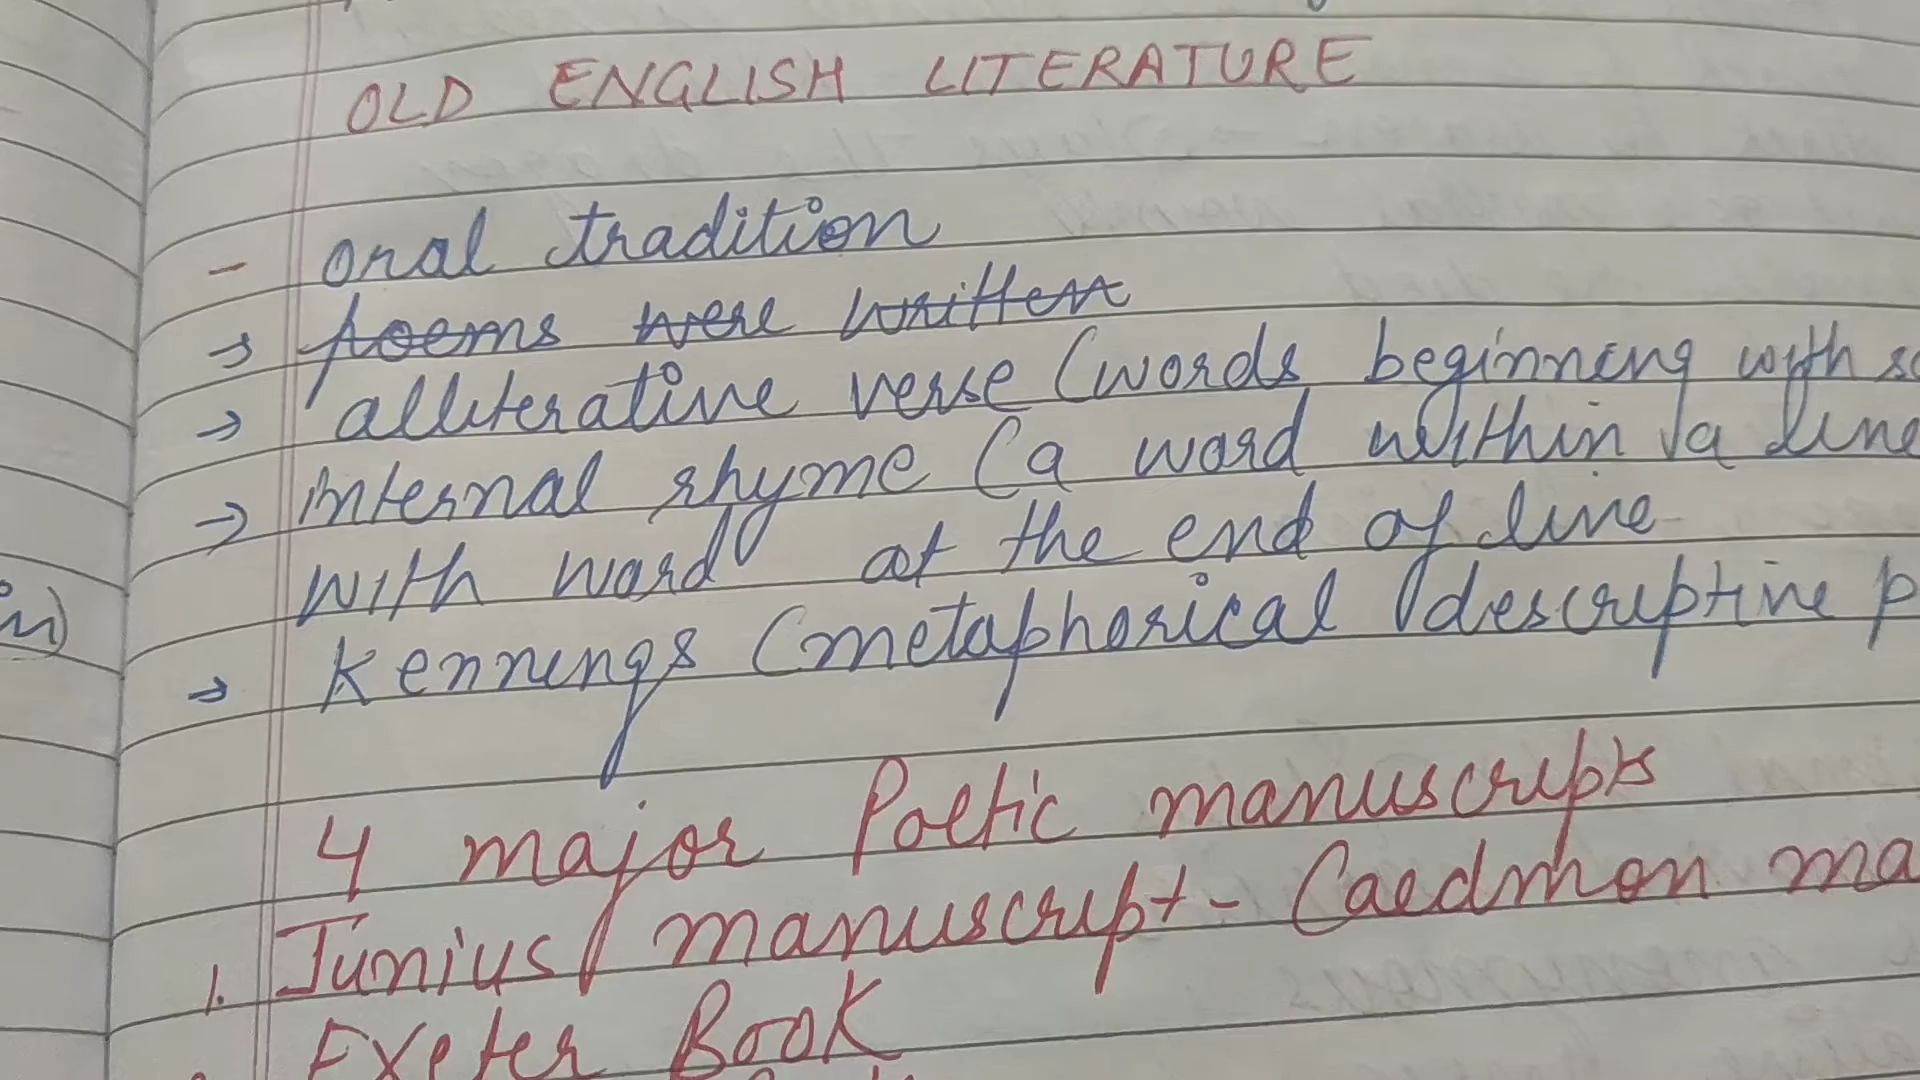 OLD ENGLISH LITERATURE
- oral tradition
→ poems were written
→ alliterative verse (words beginning with
→ internal rhyme (a word within a line
with word at the end of line
→ Kennings (metaphorical descriptive
4 major Poetic manuscripts
1. Junius manuscript - Caedmon
Exeter Book